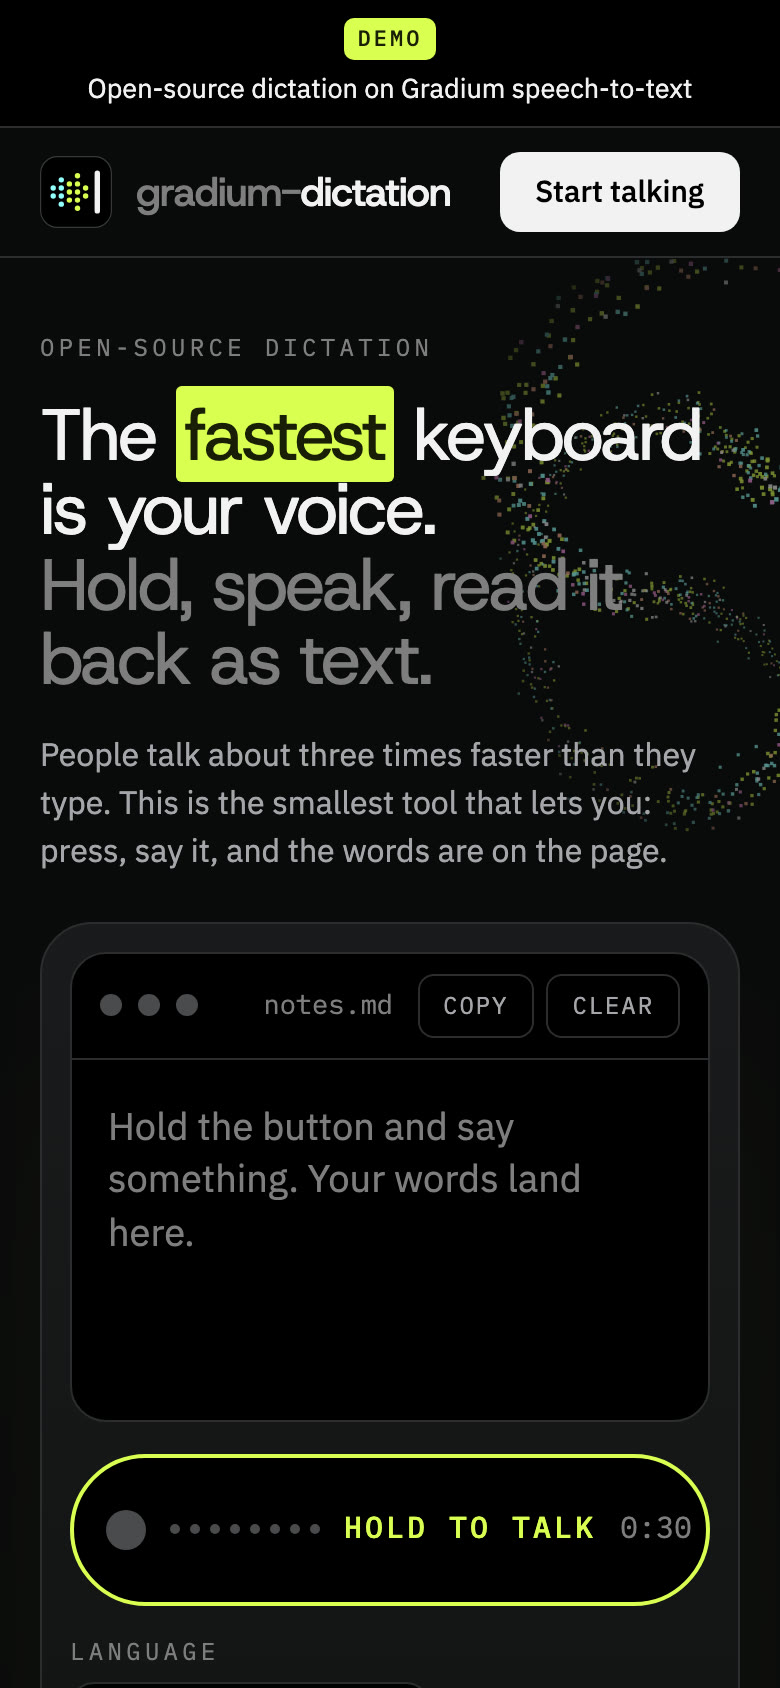 DEMO
Open-source dictation on Gradium speech-to-text
gradium-dictation
Start talking
OPEN-SOURCE DICTATION
The fastest keyboard
is your voice.
Hold, speak, read it
back as text.
People talk about three times faster than they
type. This is the smallest tool that lets you:
press, say it, and the words are on the page.
notes.md
COPY
CLEAR
Hold the button and say
something. Your words land
here.
HOLD TO TALK 0:30
LANGUAGE